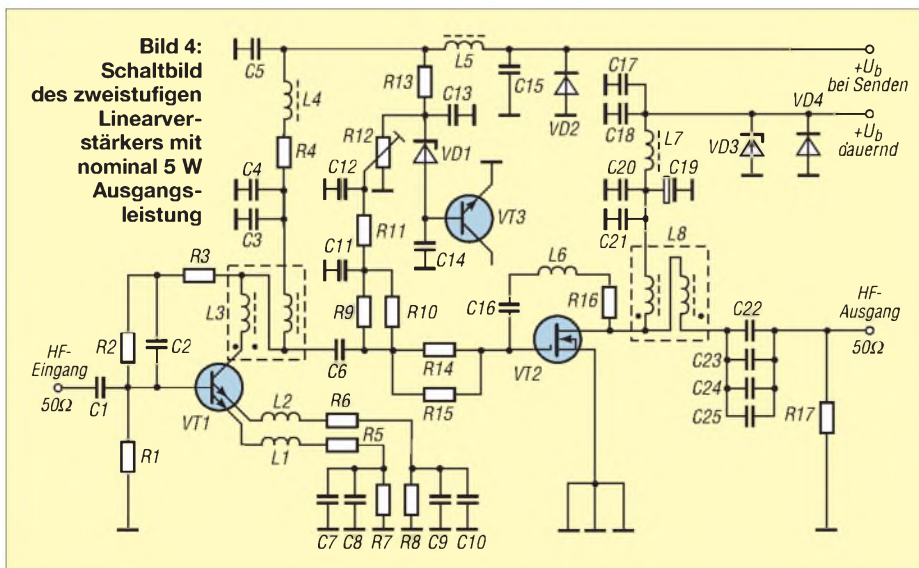 Bild 4:
Schaltbild
des zweistufigen
Linearver-
stärkers mit
nominal 5 W
Ausgangs-
leistung
C5
L5
R13
C15
VD2
C17
+Ub
bei Senden
L4
R12
C13
C18
L7
VD3
VD4
+Ub
dauernd
R4
C12
VD1
C20
C19
C4
VT3
C3
R11
C21
C11
C14
R3
L3
R9
R10
L6
C16
R16
L8
C22
HF-
Ausgang
50Ω
R2
C2
HF-
Eingang
50Ω
C1
C6
R14
VT2
C23
R15
C24
R17
VT1
L2
R6
C25
L1
R5
R1
C7
C8
R7
R8
C9
C10